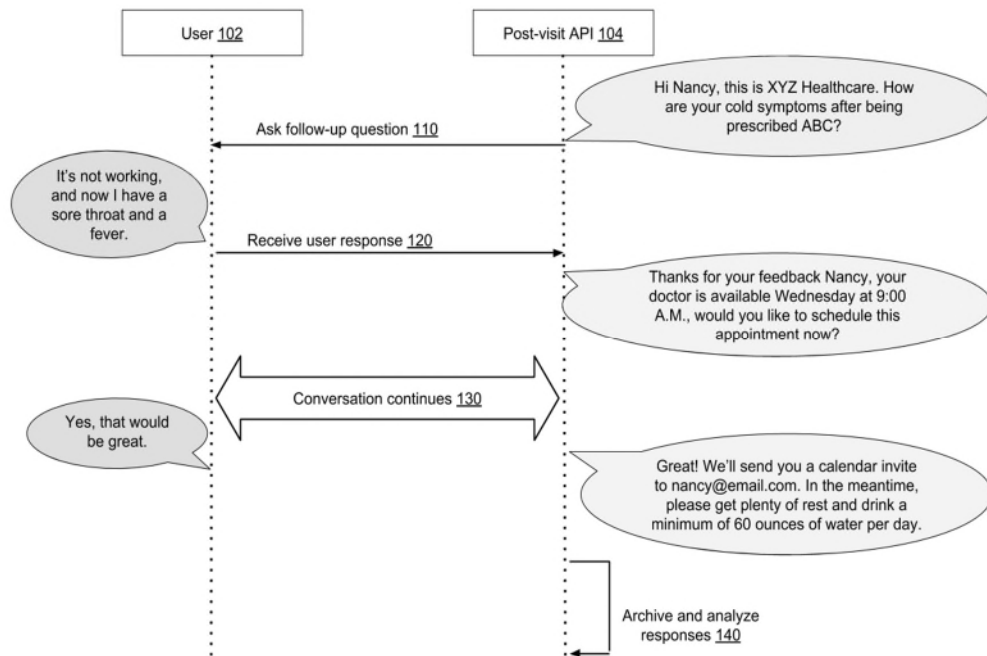 User 102
Post-visit API 104
Hi Nancy, this is XYZ Healthcare. How
are your cold symptoms after being
prescribed ABC?
Ask follow-up question 110
It's not working,
and now I have a
sore throat and a
fever.
Receive user response 120
Thanks for your feedback Nancy, your
doctor is available Wednesday at 9:00
A.M., would you like to schedule this
appointment now?
Conversation continues 130
Yes, that would
be great.
Great! We'll send you a calendar invite
to nancy@email.com. In the meantime,
please get plenty of rest and drink a
minimum of 60 ounces of water per day.
Archive and analyze
responses 140